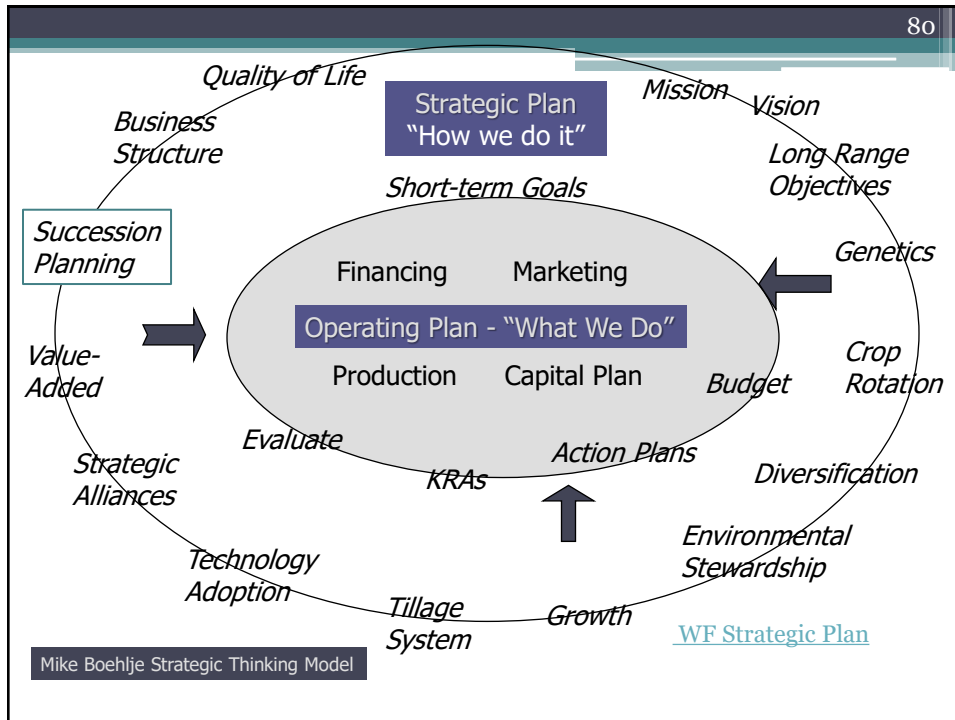 80
Quality of Life
Mission
Vision
Strategic Plan
“How we do it”
Business
Structure
Long Range
Objectives
Short-term Goals
Succession
Planning
Genetics
Financing
Marketing
Operating Plan - “What We Do”
Value-
Added
Crop
Rotation
Production
Capital Plan
Budget
Evaluate
Action Plans
KRAs
Strategic
Alliances
Diversification
Environmental
Stewardship
Technology
Adoption
Tillage
System
Growth
WF Strategic Plan
Mike Boehlje Strategic Thinking Model